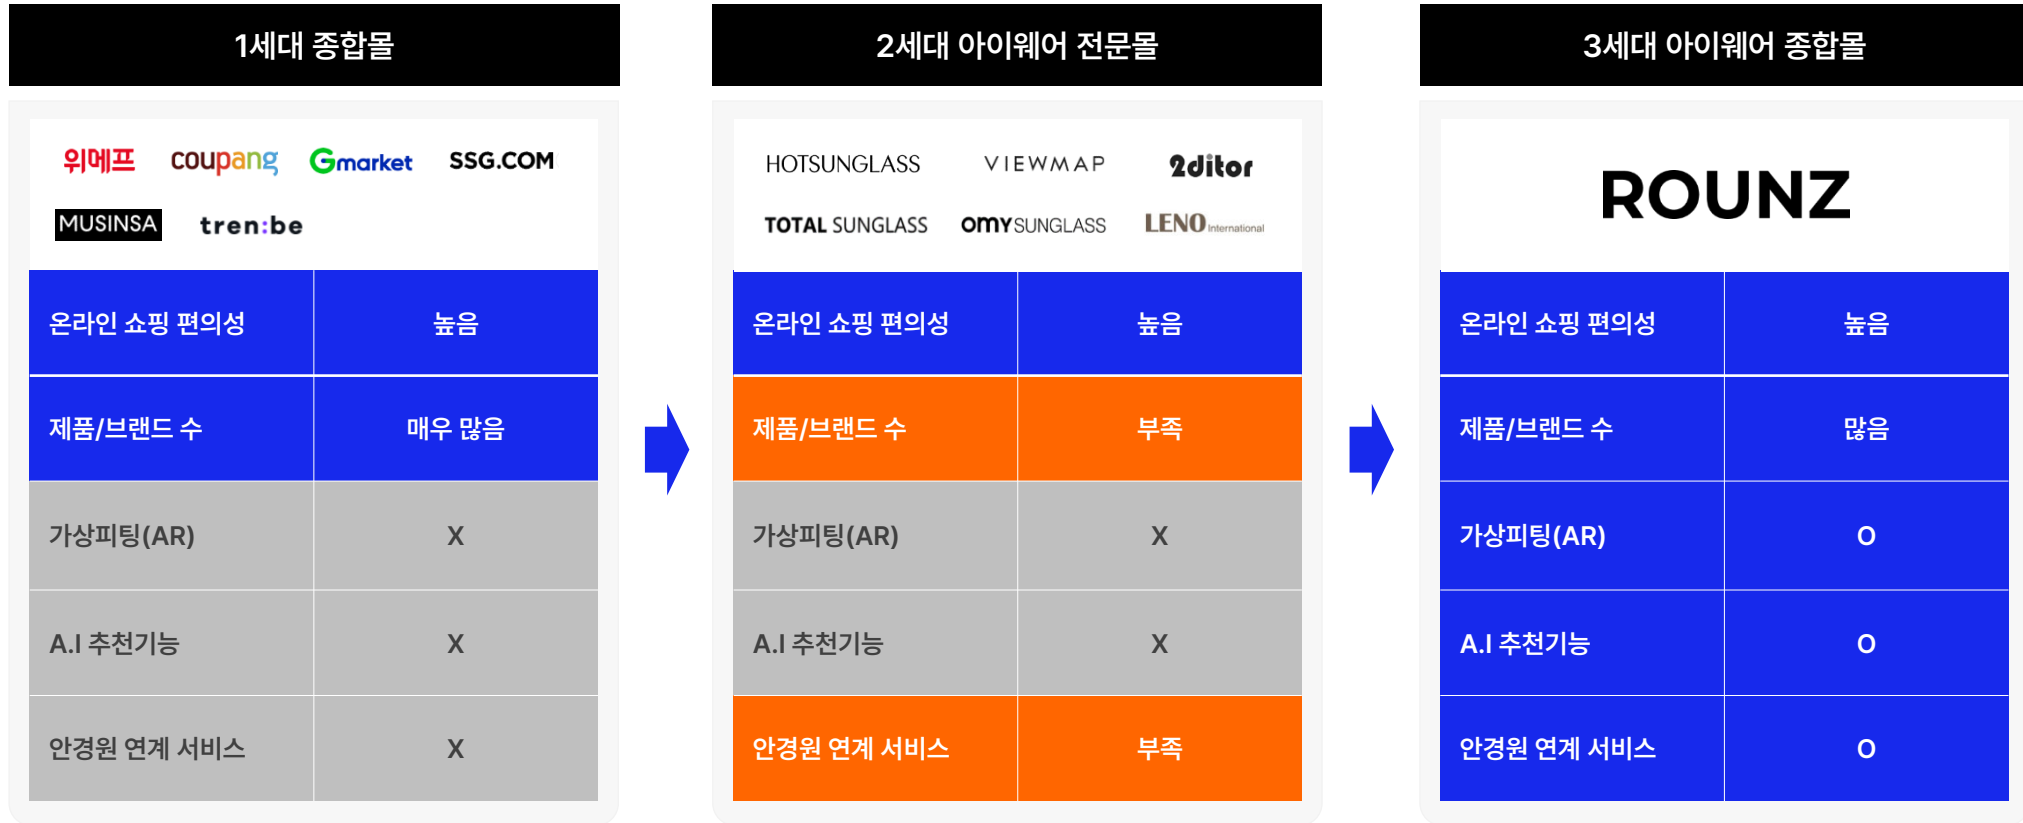 1세대 종합몰
위메프 coupang Gmarket SSG.COM
MUSINSA tren:be
온라인 쇼핑 편의성 높음
제품/브랜드 수 매우 많음
가상피팅(AR) X
A.I 추천기능 X
안경원 연계 서비스 X
2세대 아이웨어 전문몰
HOTSUNGLASS VIEWMAP 2ditor
TOTAL SUNGLASS OMY SUNGLASS LENO International
온라인 쇼핑 편의성 높음
제품/브랜드 수 부족
가상피팅(AR) X
A.I 추천기능 X
안경원 연계 서비스 부족
3세대 아이웨어 종합몰
ROUNZ
온라인 쇼핑 편의성 높음
제품/브랜드 수 많음
가상피팅(AR) O
A.I 추천기능 O
안경원 연계 서비스 O